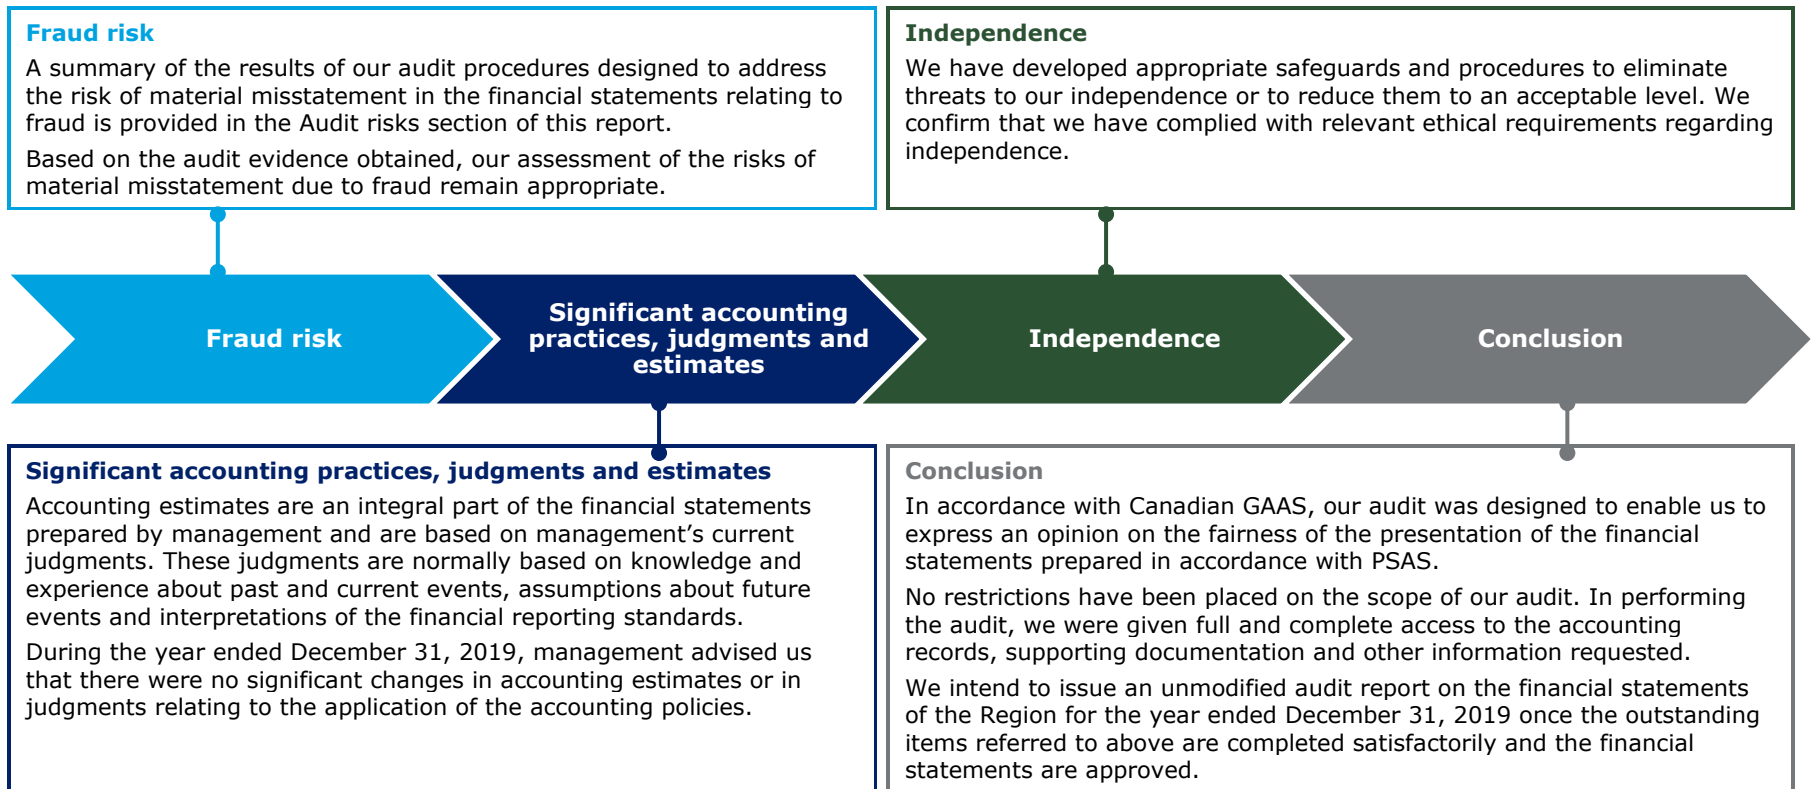 Fraud risk
A summary of the results of our audit procedures designed to address
the risk of material misstatement in the financial statements relating to
fraud is provided in the Audit risks section of this report.
Based on the audit evidence obtained, our assessment of the risks of
material misstatement due to fraud remain appropriate.
Independence
We have developed appropriate safeguards and procedures to eliminate
threats to our independence or to reduce them to an acceptable level. We
confirm that we have complied with relevant ethical requirements regarding
independence.
Fraud risk
Significant accounting
practices, judgments and
estimates
Independence
Conclusion
Significant accounting practices, judgments and estimates
Accounting estimates are an integral part of the financial statements
prepared by management and are based on management’s current
judgments. These judgments are normally based on knowledge and
experience about past and current events, assumptions about future
events and interpretations of the financial reporting standards.
During the year ended December 31, 2019, management advised us
that there were no significant changes in accounting estimates or in
judgments relating to the application of the accounting policies.
Conclusion
In accordance with Canadian GAAS, our audit was designed to enable us to
express an opinion on the fairness of the presentation of the financial
statements prepared in accordance with PSAS.
No restrictions have been placed on the scope of our audit. In performing
the audit, we were given full and complete access to the accounting
records, supporting documentation and other information requested.
We intend to issue an unmodified audit report on the financial statements
of the Region for the year ended December 31, 2019 once the outstanding
items referred to above are completed satisfactorily and the financial
statements are approved.